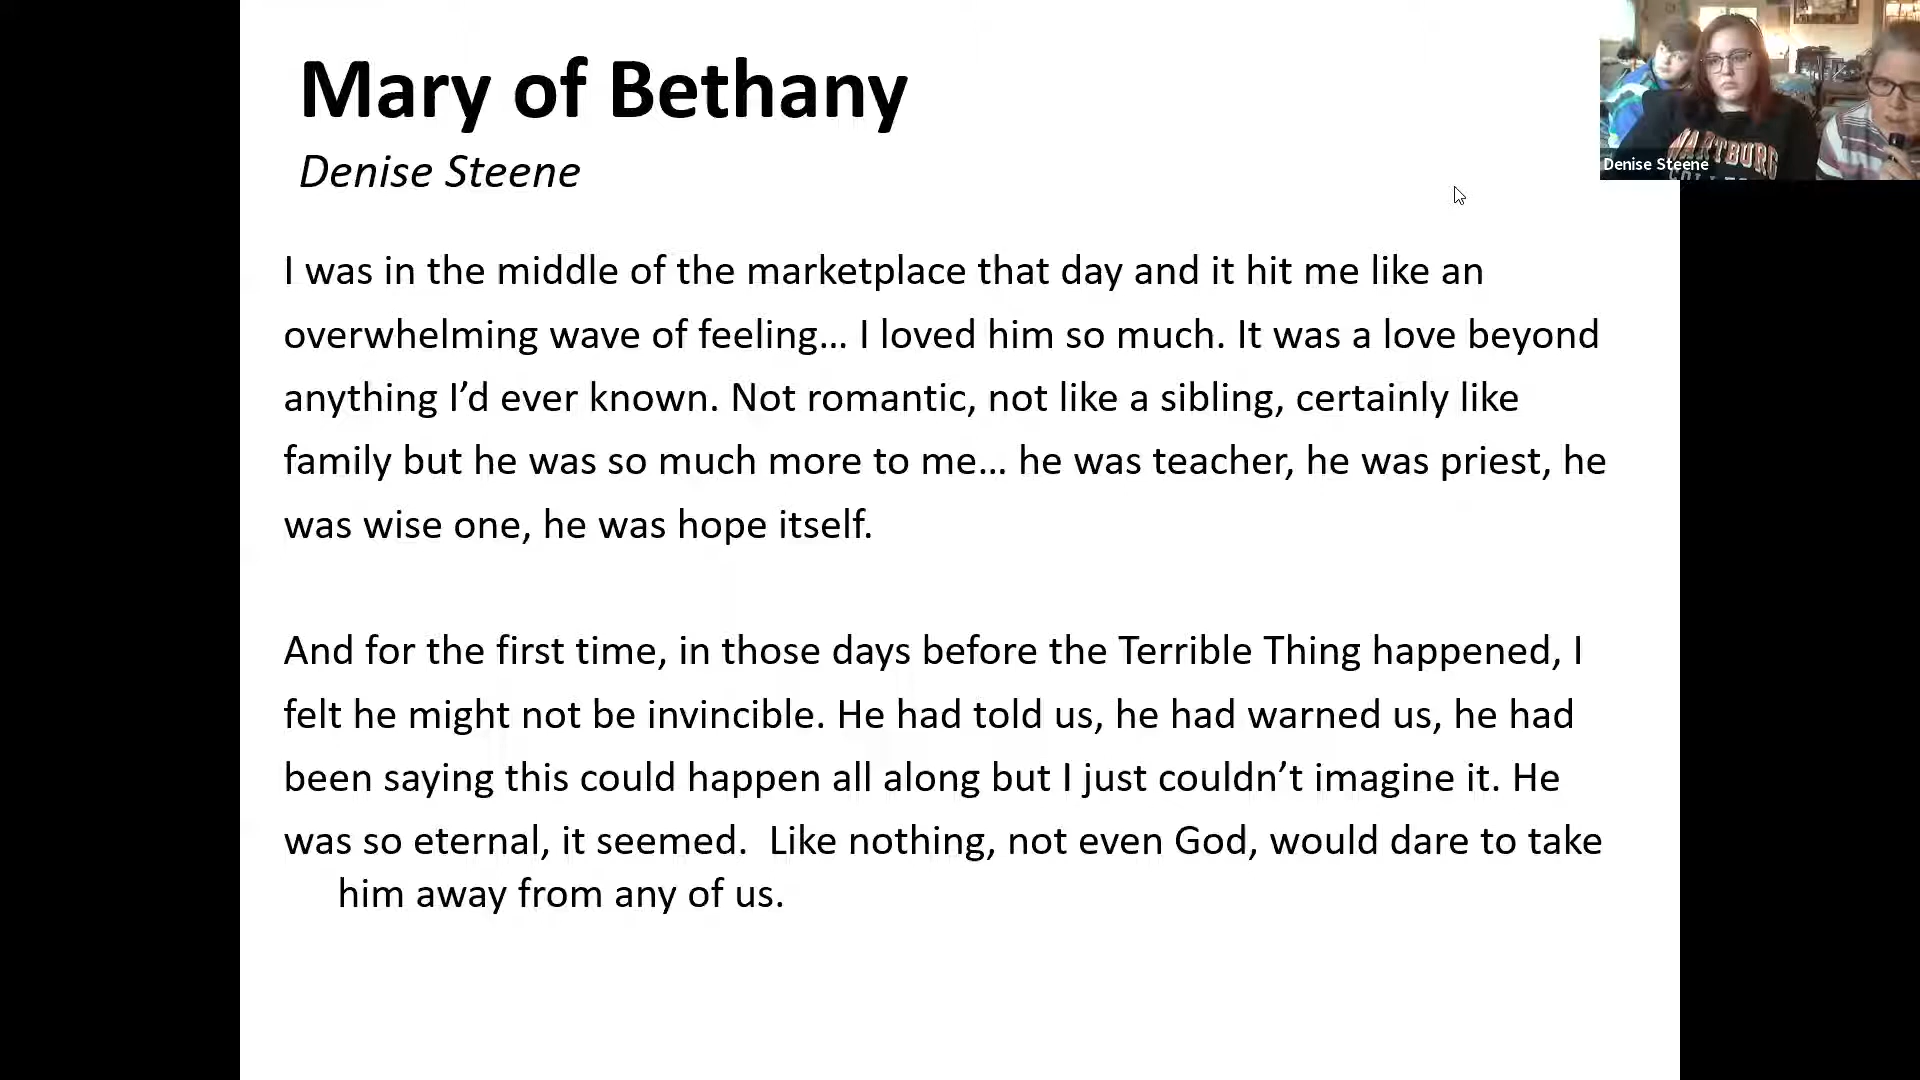 Mary of Bethany
Denise Steene
I was in the middle of the marketplace that day and it hit me like an
overwhelming wave of feeling… I loved him so much. It was a love beyond
anything I’d ever known. Not romantic, not like a sibling, certainly like
family but he was so much more to me… he was teacher, he was priest, he
was wise one, he was hope itself.
And for the first time, in those days before the Terrible Thing happened, I
felt he might not be invincible. He had told us, he had warned us, he had
been saying this could happen all along but I just couldn’t imagine it. He
was so eternal, it seemed.  Like nothing, not even God, would dare to take
him away from any of us.
Denise Steene